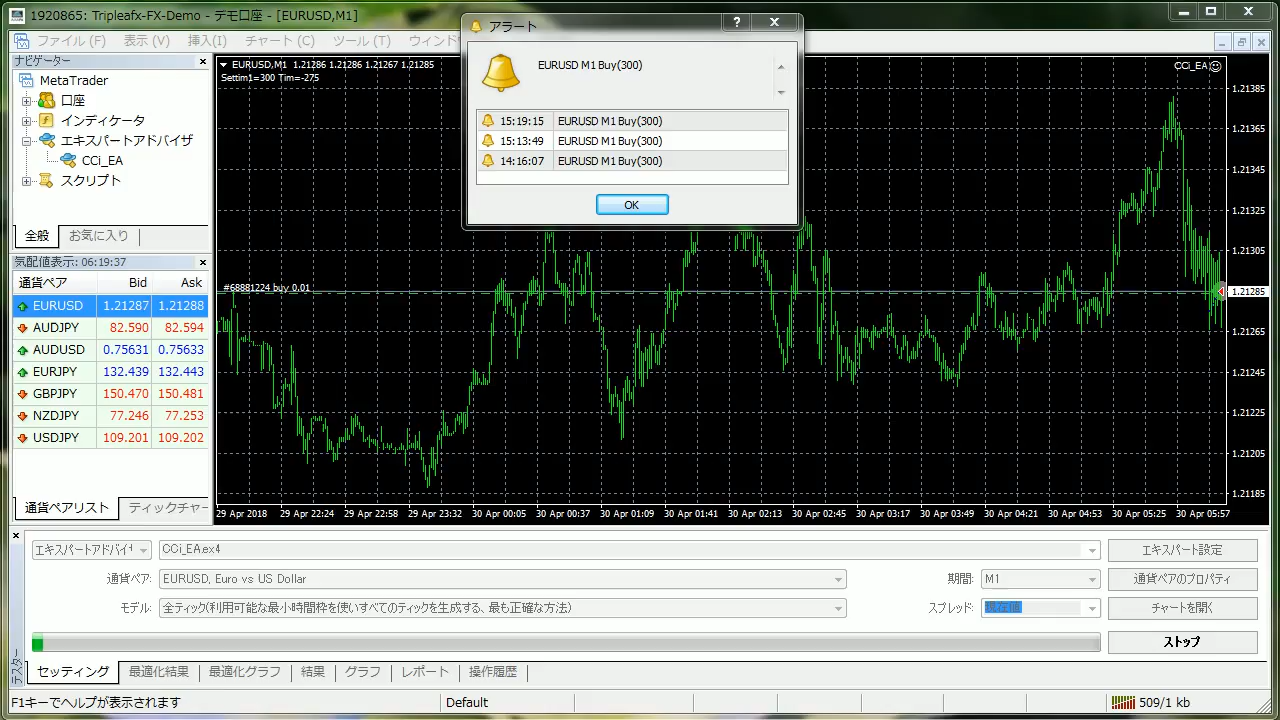 1920865: Tripleafx-FX-Demo - デモ口座 - [EURUSD,M1]
アラート
ファイル (F) 表示 (V) 挿入(I) チャート (C) ツール (T) ウィンド
ナビゲーター
MetaTrader
口座
インディケータ
エキスパートアドバイザ
CCi_EA
スクリプト
全般 お気に入り
EURUSD,M1 1.21286 1.21286 1.21267 1.21285
Settim1=300 Tim=-275
CCi_EA
EURUSD M1 Buy(300)
15:19:15 EURUSD M1 Buy(300)
15:13:49 EURUSD M1 Buy(300)
14:16:07 EURUSD M1 Buy(300)
OK
気配値表示: 06:19:37
通貨ペア Bid Ask
EURUSD 1.21287 1.21288
AUDJPY 82.590 82.594
AUDUSD 0.75631 0.75633
EURJPY 132.439 132.443
GBPJPY 150.470 150.481
NZDJPY 77.246 77.253
USDJPY 109.201 109.202
通貨ペアリスト ティックチャー
#68881224 buy 0.01
1.21385
1.21365
1.21345
1.21325
1.21305
1.21285
1.21265
1.21245
1.21225
1.21205
1.21185
29 Apr 2018 29 Apr 22:24 29 Apr 22:58 29 Apr 23:32 30 Apr 00:05 30 Apr 00:37 30 Apr 01:09 30 Apr 01:41 30 Apr 02:13 30 Apr 02:45 30 Apr 03:17 30 Apr 03:49 30 Apr 04:21 30 Apr 04:53 30 Apr 05:25 30 Apr 05:57
エキスパートアドバイザ CCi_EA.ex4 エキスパート設定
通貨ペア: EURUSD, Euro vs US Dollar 期間: M1 通貨ペアのプロパティ
モデル: 全ティック(利用可能な最小時間枠を使いすべてのティックを生成する、最も正確な方法) スプレッド: 現在値 チャートを開く
ストップ
テスター
セッティング 最適化結果 最適化グラフ 結果 グラフ レポート 操作履歴
F1キーでヘルプが表示されます Default 509/1 kb